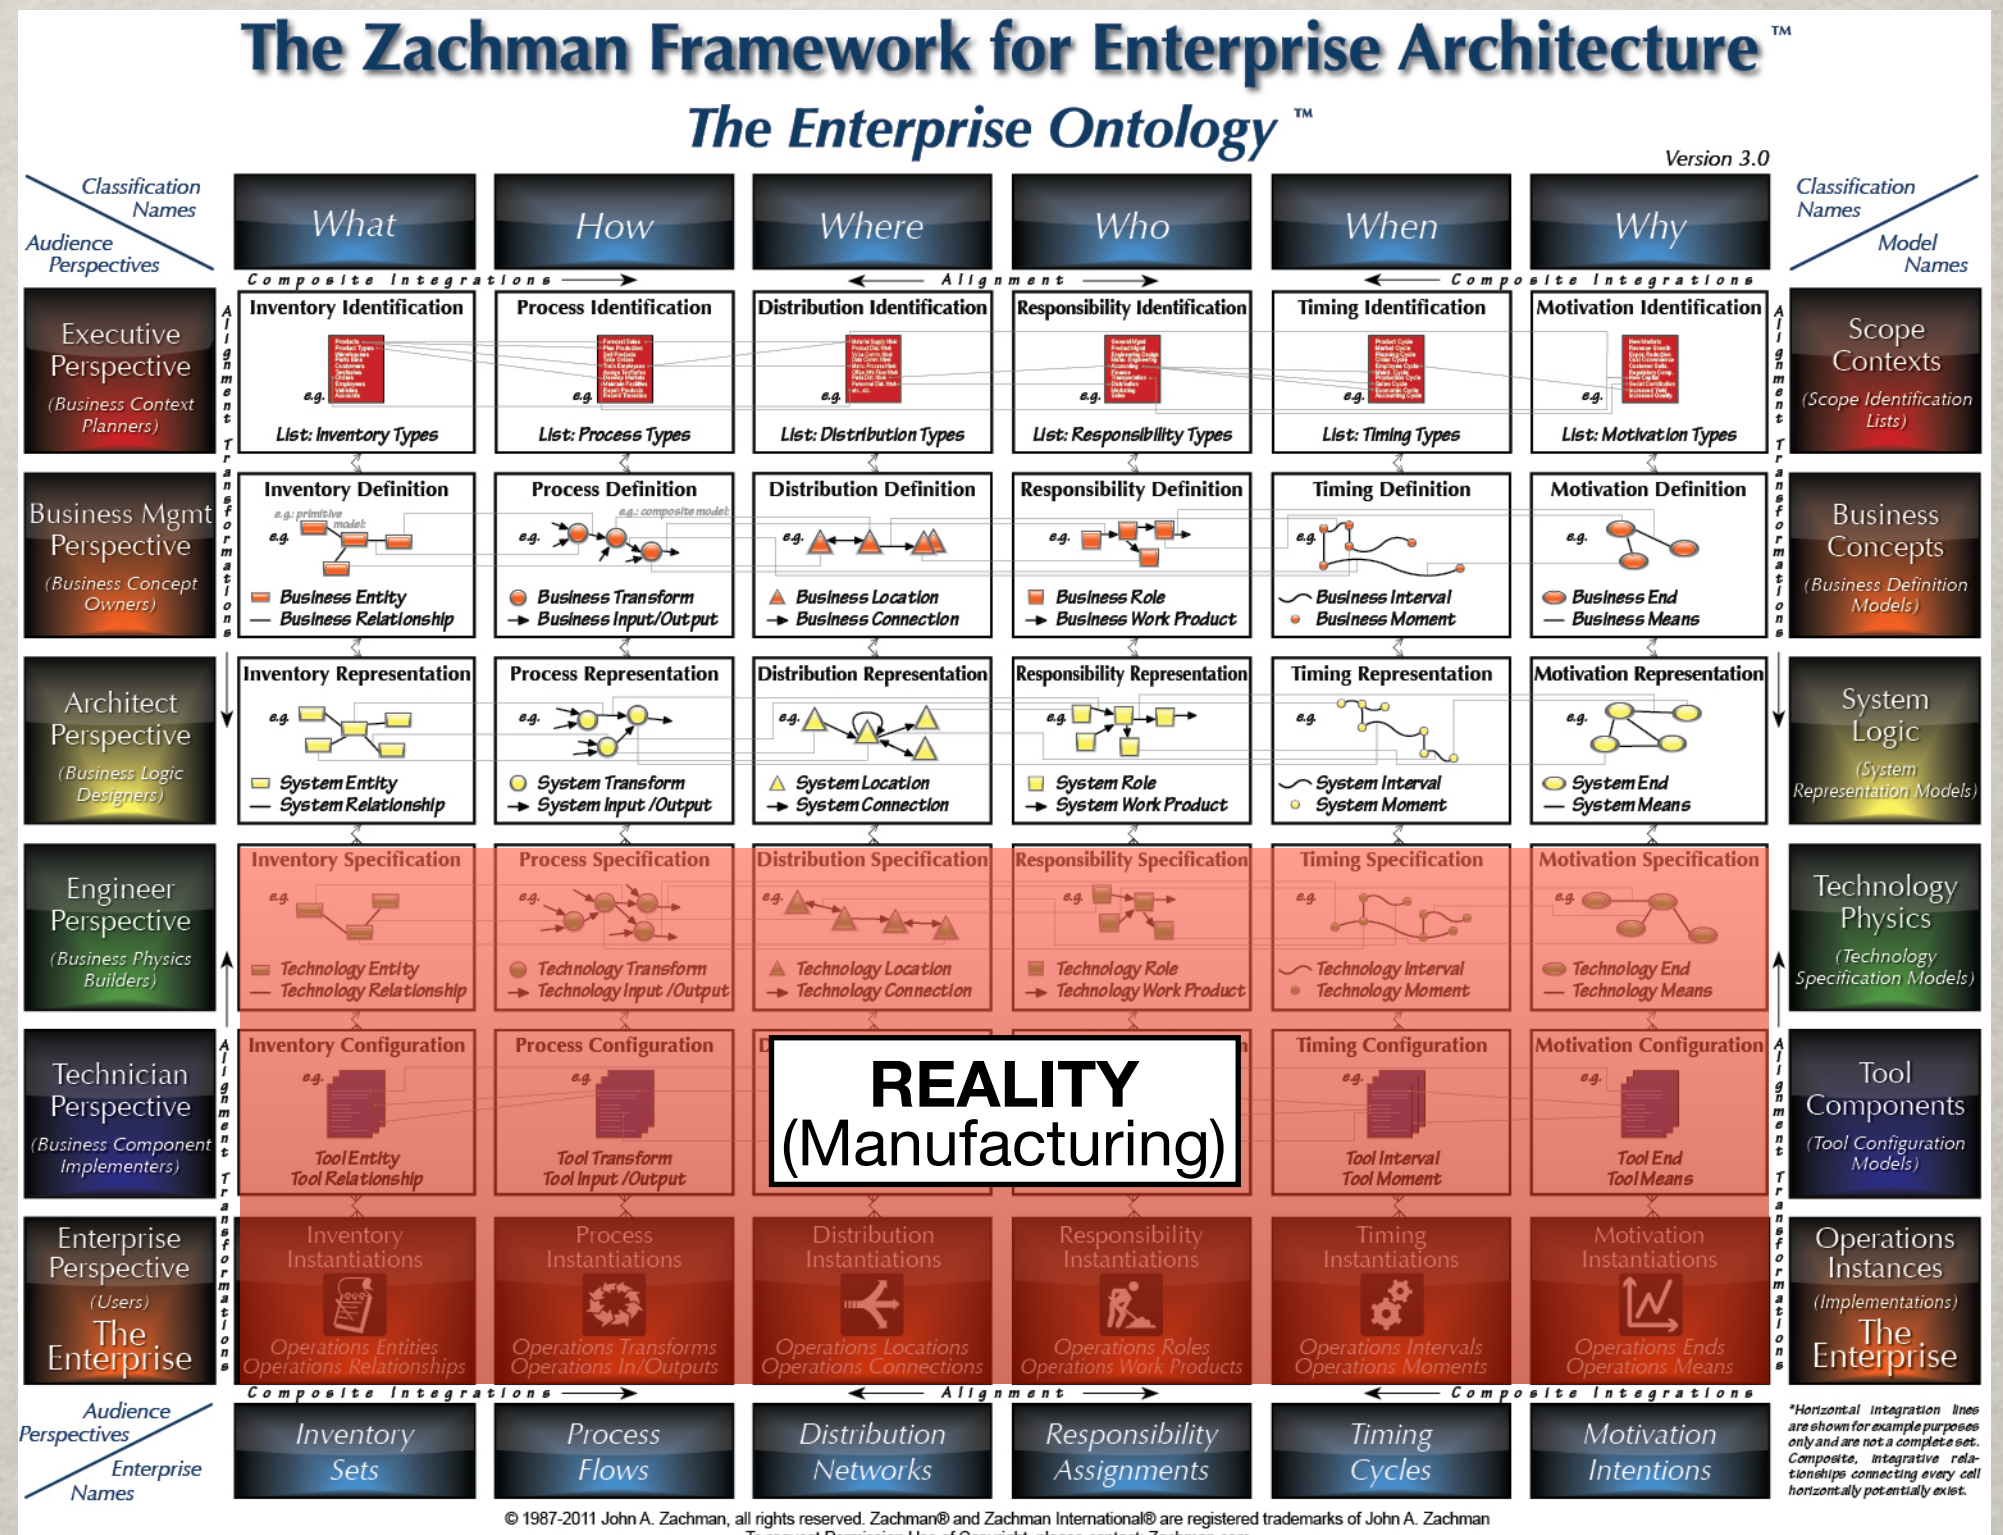 The Zachman Framework for Enterprise Architecture ™
The Enterprise Ontology ™
Version 3.0
Classification
Names
Audience
Perspectives
What
How
Where
Who
When
Why
Classification
Names
Model
Names
Composite Integrations
Alignment
Composite Integrations
Alignment Transformations
Executive
Perspective
(Business Context
Planners)
Inventory Identification
e.g.
List: Inventory Types
Process Identification
e.g.
List: Process Types
Distribution Identification
e.g.
List: Distribution Types
Responsibility Identification
e.g.
List: Responsibility Types
Timing Identification
e.g.
List: Timing Types
Motivation Identification
e.g.
List: Motivation Types
Alignment Transformations
Scope
Contexts
(Scope Identification
Lists)
Business Mgmt
Perspective
(Business Concept
Owners)
Inventory Definition
e.g.: primitive
model:
e.g.
Business Entity
Business Relationship
Process Definition
e.g.: composite model:
e.g.
Business Transform
Business Input/Output
Distribution Definition
e.g.
Business Location
Business Connection
Responsibility Definition
e.g.
Business Role
Business Work Product
Timing Definition
e.g.
Business Interval
Business Moment
Motivation Definition
e.g.
Business End
Business Means
Business
Concepts
(Business Definition
Models)
Architect
Perspective
(Business Logic
Designers)
Inventory Representation
e.g.
System Entity
System Relationship
Process Representation
e.g.
System Transform
System Input /Output
Distribution Representation
e.g.
System Location
System Connection
Responsibility Representation
e.g.
System Role
System Work Product
Timing Representation
e.g.
System Interval
System Moment
Motivation Representation
e.g.
System End
System Means
System
Logic
(System
Representation Models)
Engineer
Perspective
(Business Physics
Builders)
Inventory Specification
e.g.
Technology Entity
Technology Relationship
Process Specification
e.g.
Technology Transform
Technology Input /Output
Distribution Specification
e.g.
Technology Location
Technology Connection
Responsibility Specification
e.g.
Technology Role
Technology Work Product
Timing Specification
e.g.
Technology Interval
Technology Moment
Motivation Specification
e.g.
Technology End
Technology Means
Technology
Physics
(Technology
Specification Models)
Alignment Transformations
Technician
Perspective
(Business Component
Implementers)
Inventory Configuration
e.g.
Tool Entity
Tool Relationship
Process Configuration
e.g.
Tool Transform
Tool Input /Output
REALITY
(Manufacturing)
Timing Configuration
e.g.
Tool Interval
Tool Moment
Motivation Configuration
e.g.
Tool End
Tool Means
Alignment Transformations
Tool
Components
(Tool Configuration
Models)
Enterprise
Perspective
(Users)
The
Enterprise
Inventory
Instantiations
Operations Entities
Operations Relationships
Process
Instantiations
Operations Transforms
Operations In/Outputs
Distribution
Instantiations
Operations Locations
Operations Connections
Responsibility
Instantiations
Operations Roles
Operations Work Products
Timing
Instantiations
Operations Intervals
Operations Moments
Motivation
Instantiations
Operations Ends
Operations Means
Operations
Instances
(Implementations)
The
Enterprise
Composite Integrations
Alignment
Composite Integrations
Audience
Perspectives
Enterprise
Names
Inventory
Sets
Process
Flows
Distribution
Networks
Responsibility
Assignments
Timing
Cycles
Motivation
Intentions
*Horizontal integration lines
are shown for example purposes
only and are not a complete set.
Composite, integrative rela-
tionships connecting every cell
horizontally potentially exist.
© 1987-2011 John A. Zachman, all rights reserved. Zachman® and Zachman International® are registered trademarks of John A. Zachman